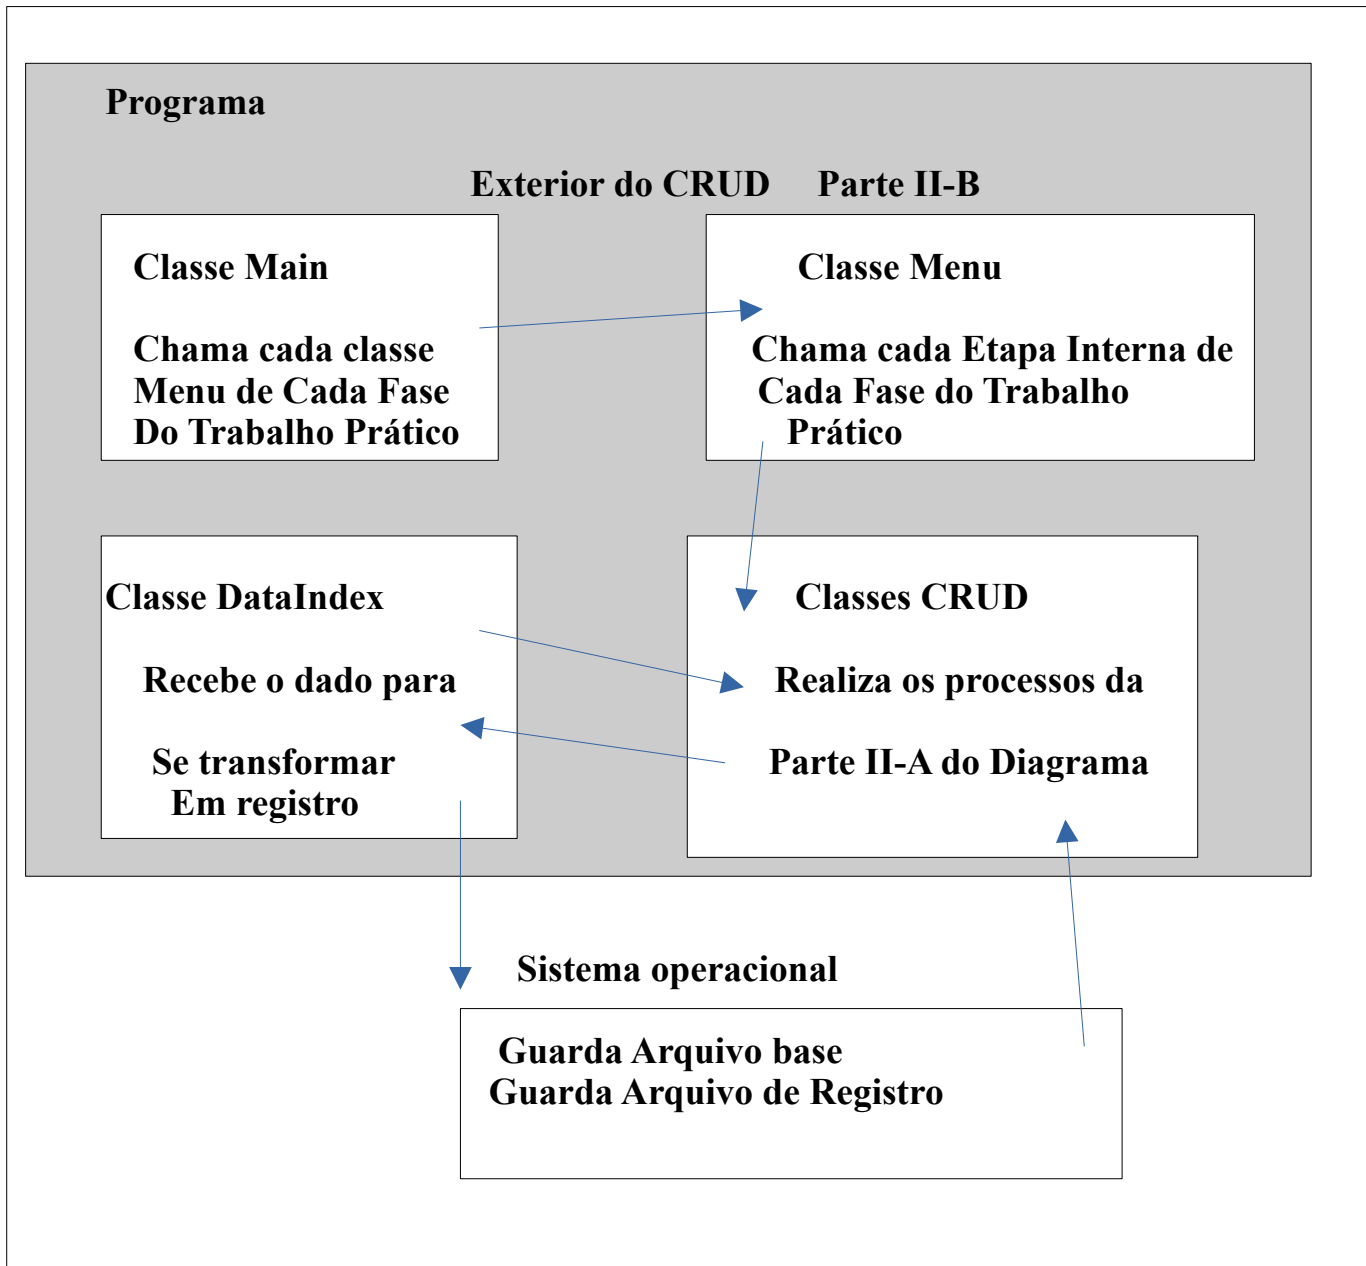 Programa
Exterior do CRUD Parte II-B
Classe Main
Chama cada classe
Menu de Cada Fase
Do Trabalho Prático
Classe Menu
Chama cada Etapa Interna de
Cada Fase do Trabalho
Prático
Classe DataIndex
Recebe o dado para
Se transformar
Em registro
Classes CRUD
Realiza os processos da
Parte II-A do Diagrama
Sistema operacional
Guarda Arquivo base
Guarda Arquivo de Registro